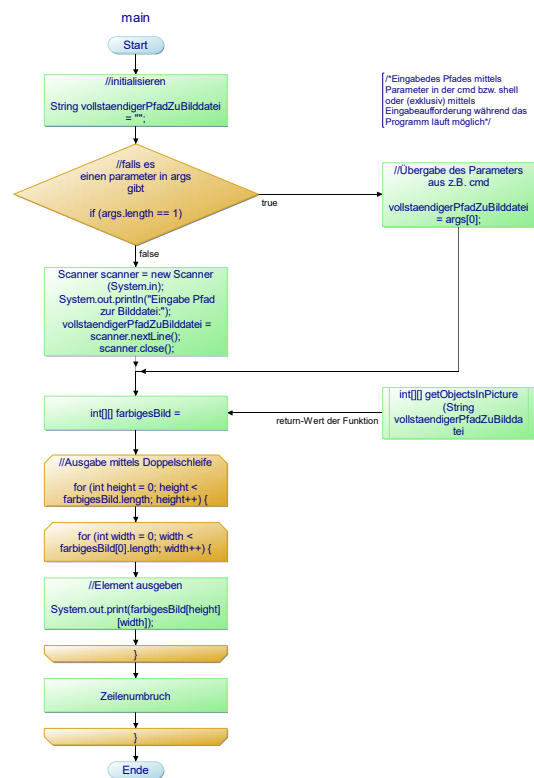 main
Start
//initialisieren
String vollstaendigerPfadZuBilddatei
= "";
/*Eingabedes Pfades mittels
Parameter in der cmd bzw. shell
oder (exklusiv) mittels
Eingabeaufforderung während das
Programm läuft möglich*/
//falls es
einen parameter in args
gibt
if (args.length == 1)
true
//Übergabe des Parameters
aus z.B. cmd
vollstaendigerPfadZuBilddatei
= args[0];
false
Scanner scanner = new Scanner
(System.in);
System.out.println("Eingabe Pfad
zur Bilddatei:");
vollstaendigerPfadZuBilddatei =
scanner.nextLine();
scanner.close();
int[][] farbigesBild =
return-Wert der Funktion
int[][] getObjectsInPicture
(String
vollstaendigerPfadZuBildda
tei
//Ausgabe mittels Doppelschleife
for (int height = 0; height <
farbigesBild.length; height++) {
for (int width = 0; width <
farbigesBild[0].length; width++) {
//Element ausgeben
System.out.print(farbigesBild[height]
[width]);
}
Zeilenumbruch
}
Ende